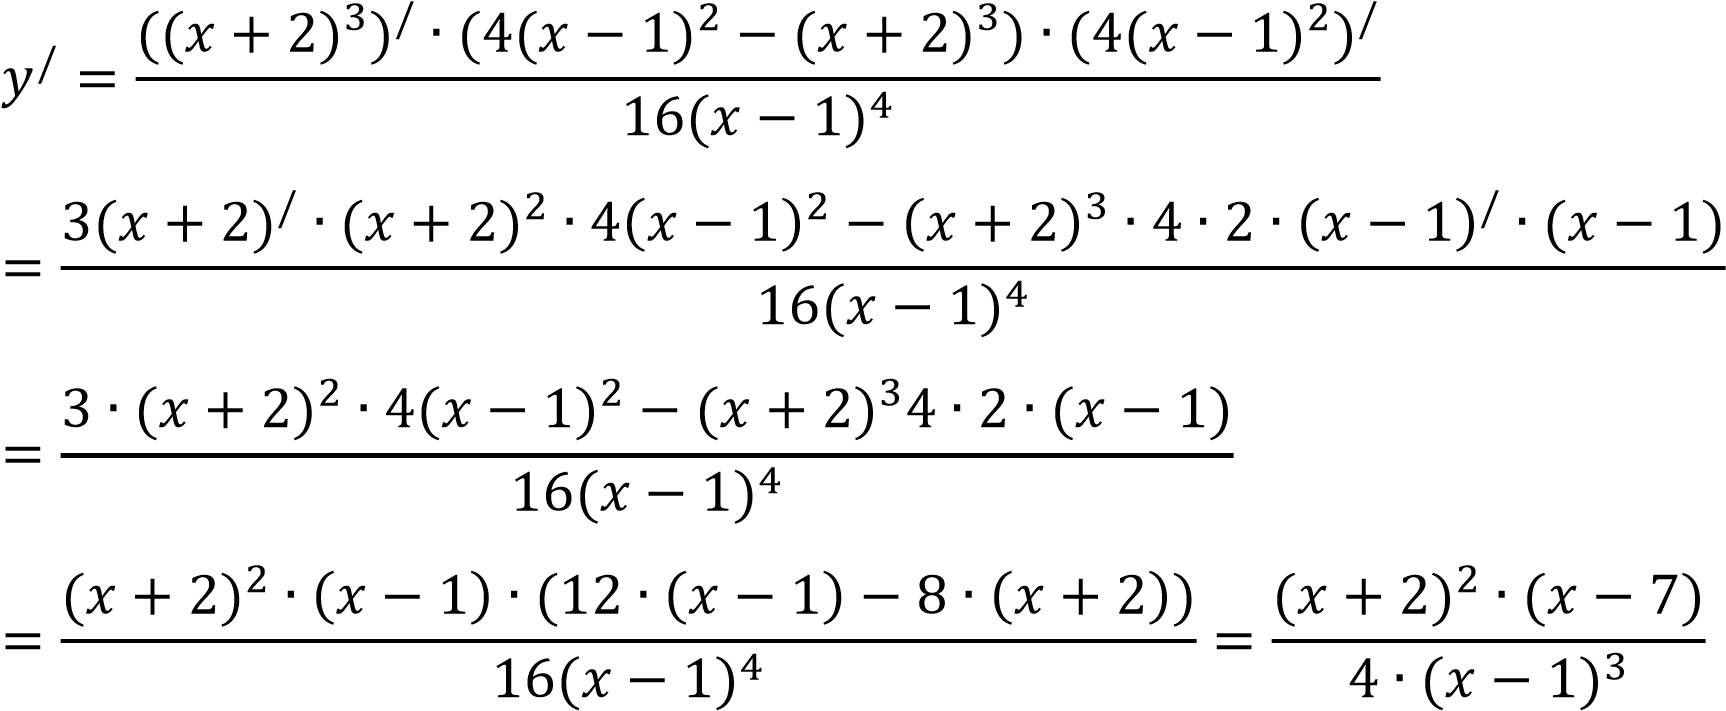 y^/ = ((x + 2)^3)^/ · (4(x − 1)^2 − (x + 2)^3) · (4(x − 1)^2)^/ / 16(x − 1)^4
= 3(x + 2)^/ · (x + 2)^2 · 4(x − 1)^2 − (x + 2)^3 · 4 · 2 · (x − 1)^/ · (x − 1) / 16(x − 1)^4
= 3 · (x + 2)^2 · 4(x − 1)^2 − (x + 2)^3 4 · 2 · (x − 1) / 16(x − 1)^4
= (x + 2)^2 · (x − 1) · (12 · (x − 1) − 8 · (x + 2)) / 16(x − 1)^4 = (x + 2)^2 · (x − 7) / 4 · (x − 1)^3